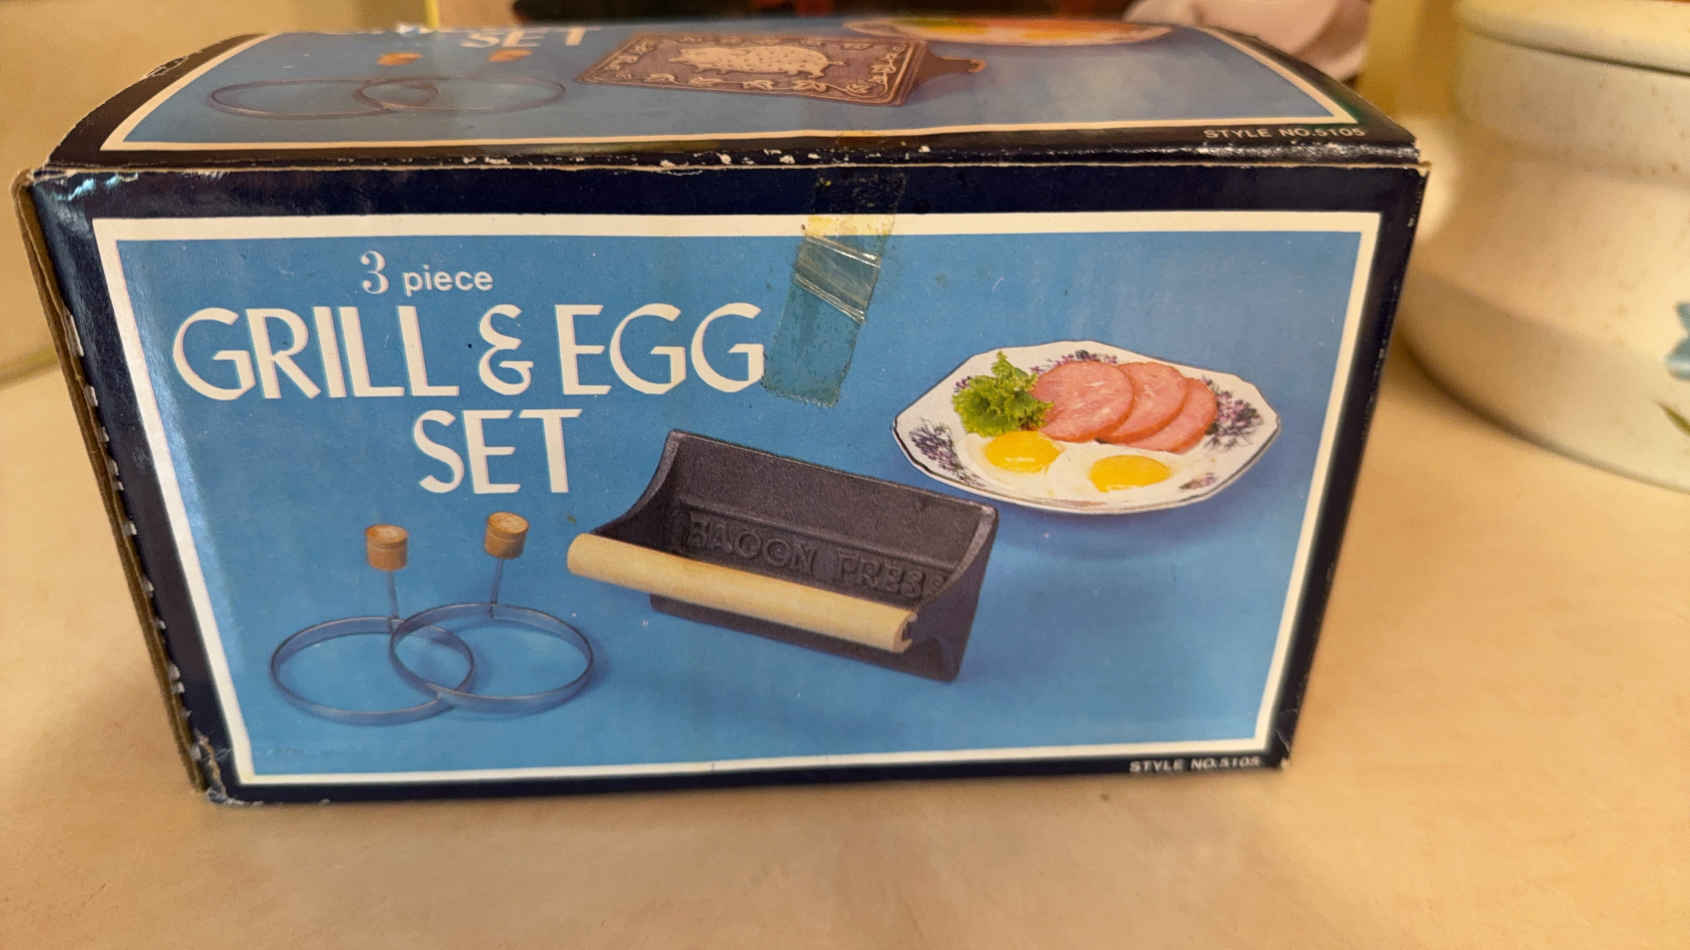 SET
STYLE NO.5105
3 piece
GRILL & EGG
SET
BACON PRESS
STYLE NO.5105